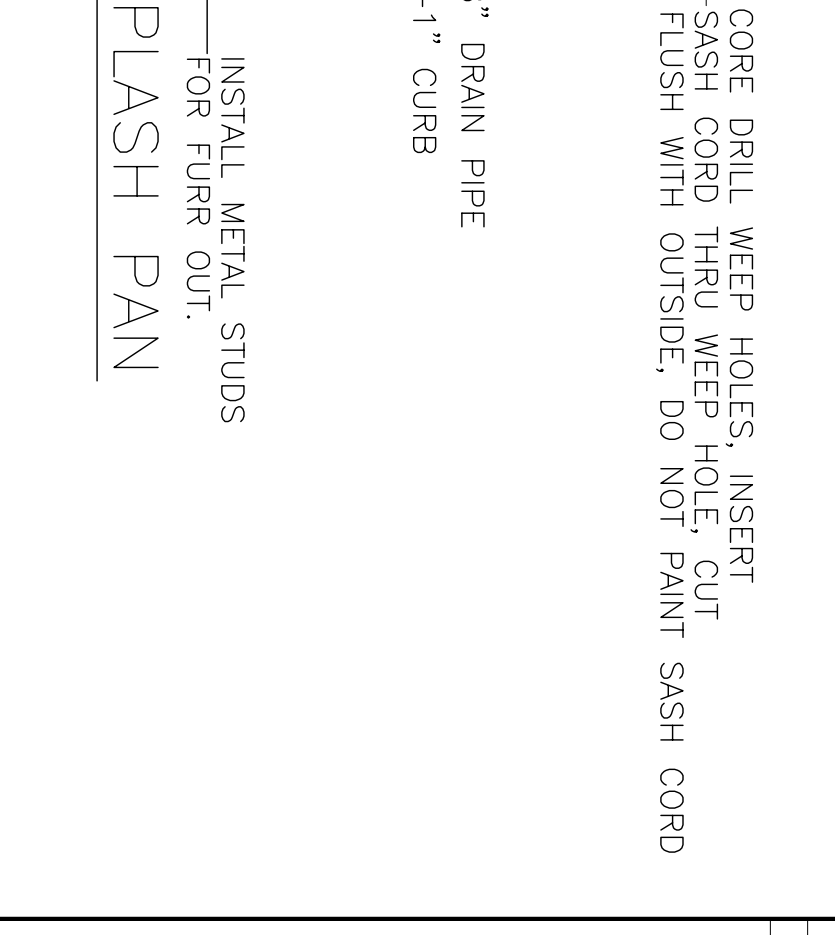 CORE DRILL WEEP HOLES, INSERT
SASH CORD THRU WEEP HOLE, CUT
FLUSH WITH OUTSIDE, DO NOT PAINT SASH CORD
" DRAIN PIPE
-1" CURB
INSTALL METAL STUDS
FOR FURR OUT.
PLASH PAN